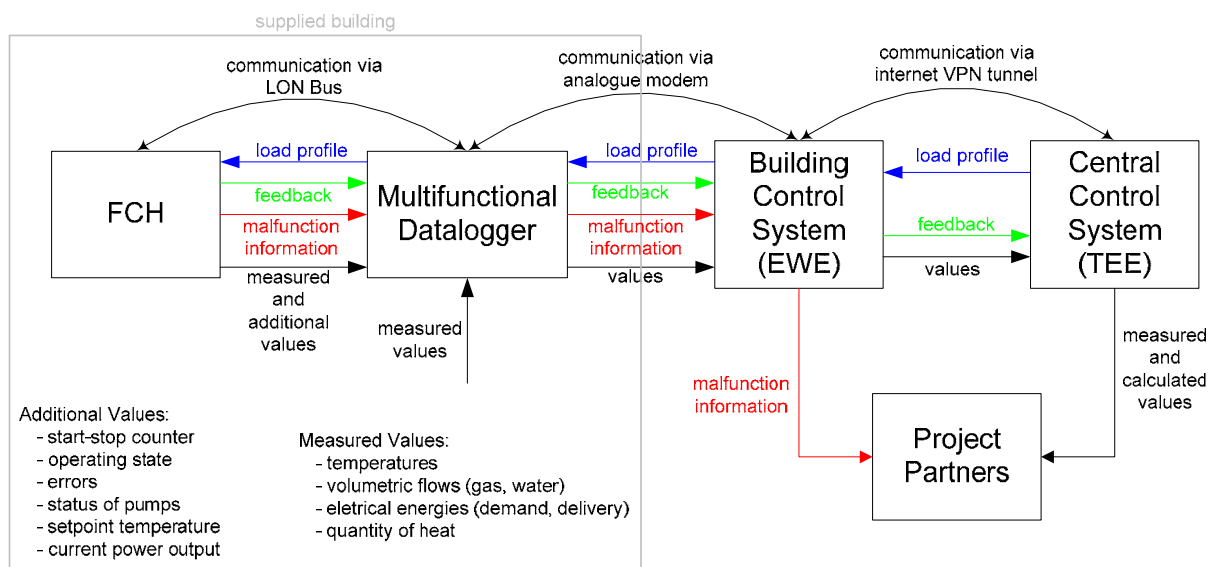 supplied building
communication via
LON Bus
communication via
analogue modem
communication via
internet VPN tunnel
FCH
load profile
feedback
malfunction
information
measured
and
additional
values
Multifunctional
Datalogger
measured
values
load profile
feedback
malfunction
information
values
Building
Control
System
(EWE)
load profile
feedback
values
Central
Control
System
(TEE)
malfunction
information
measured
and
calculated
values
Project
Partners
Additional Values:
- start-stop counter
- operating state
- errors
- status of pumps
- setpoint temperature
- current power output
Measured Values:
- temperatures
- volumetric flows (gas, water)
- eletrical energies (demand, delivery)
- quantity of heat